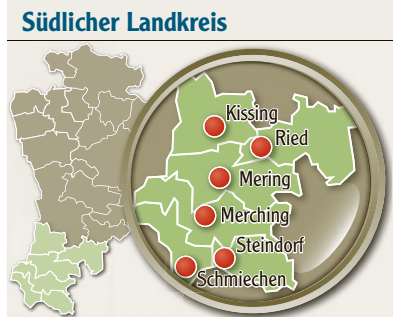 Südlicher Landkreis
Kissing
Ried
Mering
Merching
Steindorf
Schmiechen